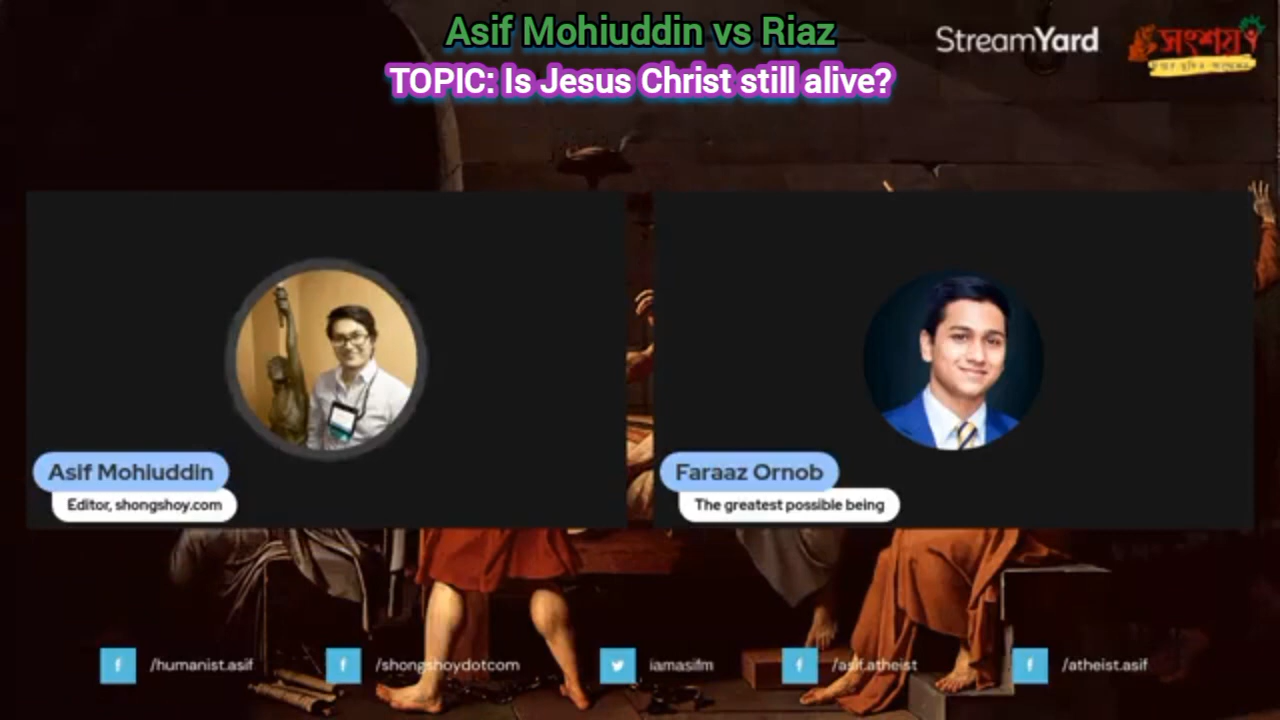 Asif Mohiuddin vs Riaz
TOPIC: Is Jesus Christ still alive?
StreamYard
সংশয়
Asif Mohiuddin
Editor, shongshoy.com
Faraaz Ornob
The greatest possible being
/humanist.asif
/shongshoydotcom
iamasifm
/asif.atheist
/atheist.asif